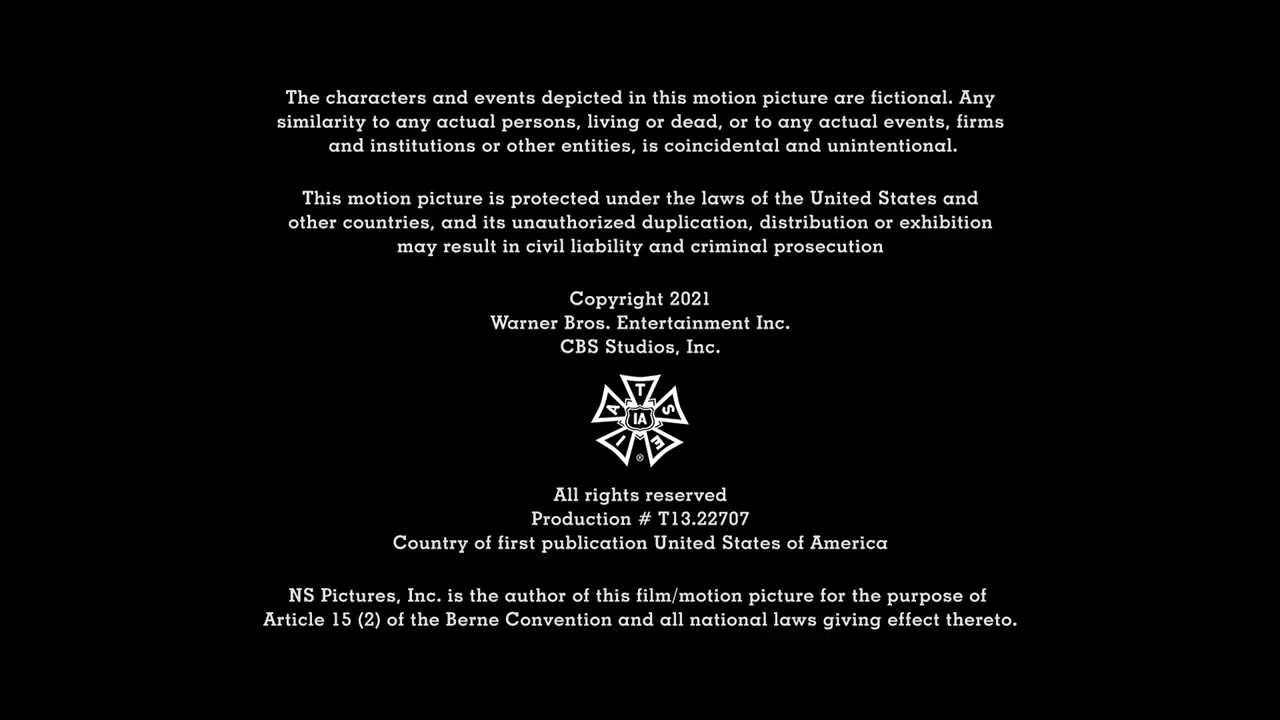 The characters and events depicted in this motion picture are fictional. Any
similarity to any actual persons, living or dead, or to any actual events, firms
and institutions or other entities, is coincidental and unintentional.
This motion picture is protected under the laws of the United States and
other countries, and its unauthorized duplication, distribution or exhibition
may result in civil liability and criminal prosecution
Copyright 2021
Warner Bros. Entertainment Inc.
CBS Studios, Inc.
I A T S E
IA
®
All rights reserved
Production # T13.22707
Country of first publication United States of America
NS Pictures, Inc. is the author of this film/motion picture for the purpose of
Article 15 (2) of the Berne Convention and all national laws giving effect thereto.